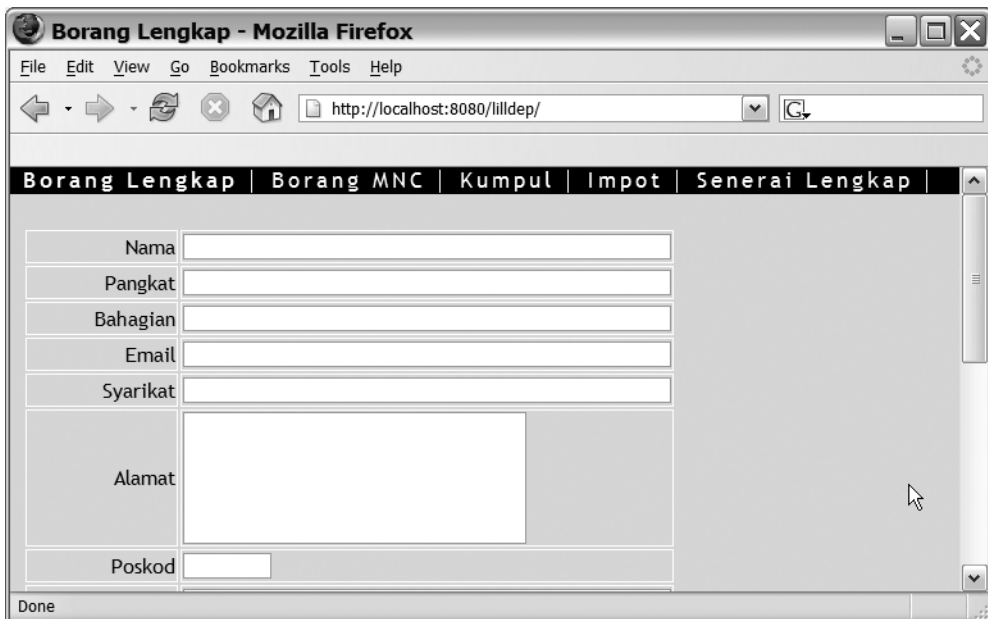 Borang Lengkap - Mozilla Firefox
File Edit View Go Bookmarks Tools Help
http://localhost:8080/lilldep/
G
Borang Lengkap | Borang MNC | Kumpul | Impot | Senerai Lengkap |
Nama
Pangkat
Bahagian
Email
Syarikat
Alamat
Poskod
Done